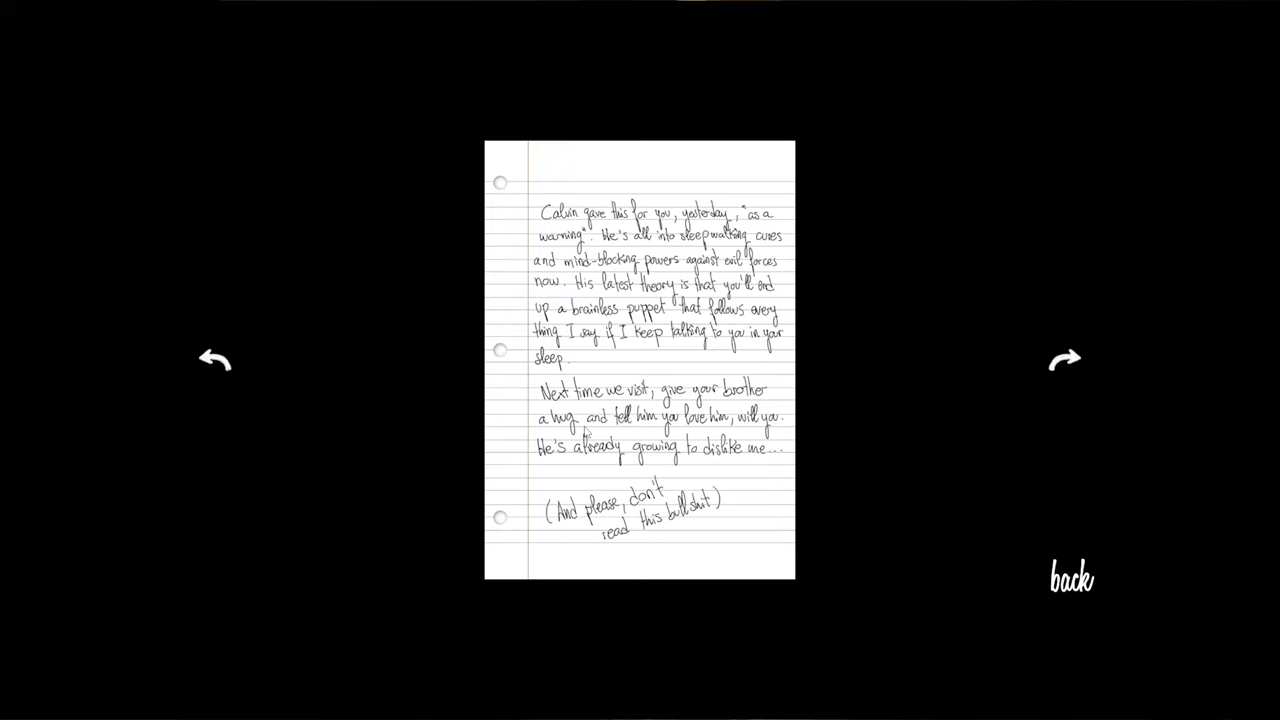 Calvin gave this for you, yesterday, "as a
warning". He's all into sleepwalking cures
and mind-blocking powers against evil forces
now. His latest theory is that you'll end
up a brainless puppet that follows every
thing I say if I keep talking to you in your
sleep.
Next time we visit, give your brother
a hug and tell him you love him, will you.
He's already growing to dislike me...
(And please, don't
read this bullshit)
back